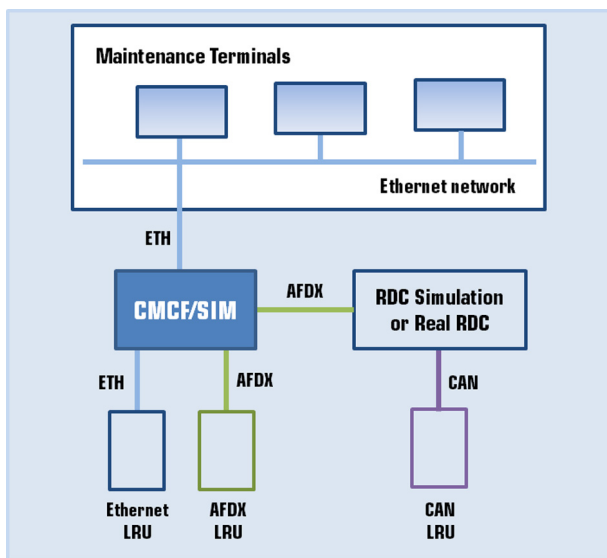 Maintenance Terminals
Ethernet network
ETH
CMCF/SIM
AFDX
RDC Simulation
or Real RDC
ETH
AFDX
CAN
Ethernet
LRU
AFDX
LRU
CAN
LRU